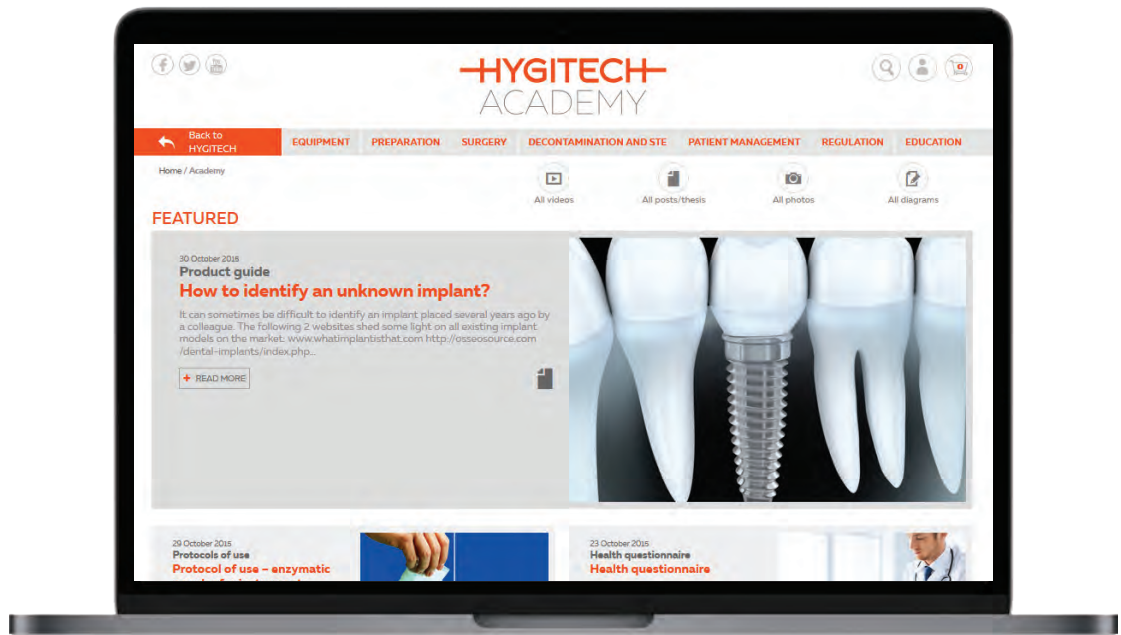 HYGITECH
ACADEMY
0
Back to
HYGITECH
EQUIPMENT PREPARATION SURGERY DECONTAMINATION AND STE PATIENT MANAGEMENT REGULATION EDUCATION
Home / Academy
All videos All posts/thesis All photos All diagrams
FEATURED
30 October 2015
Product guide
How to identify an unknown implant?
It can sometimes be difficult to identify an implant placed several years ago by
a colleague. The following 2 websites shed some light on all existing implant
models on the market: www.whatimplantisthat.com http://osseosource.com
/dental-implants/index.php...
+ READ MORE
29 October 2015
Protocols of use
Protocol of use – enzymatic
23 October 2015
Health questionnaire
Health questionnaire